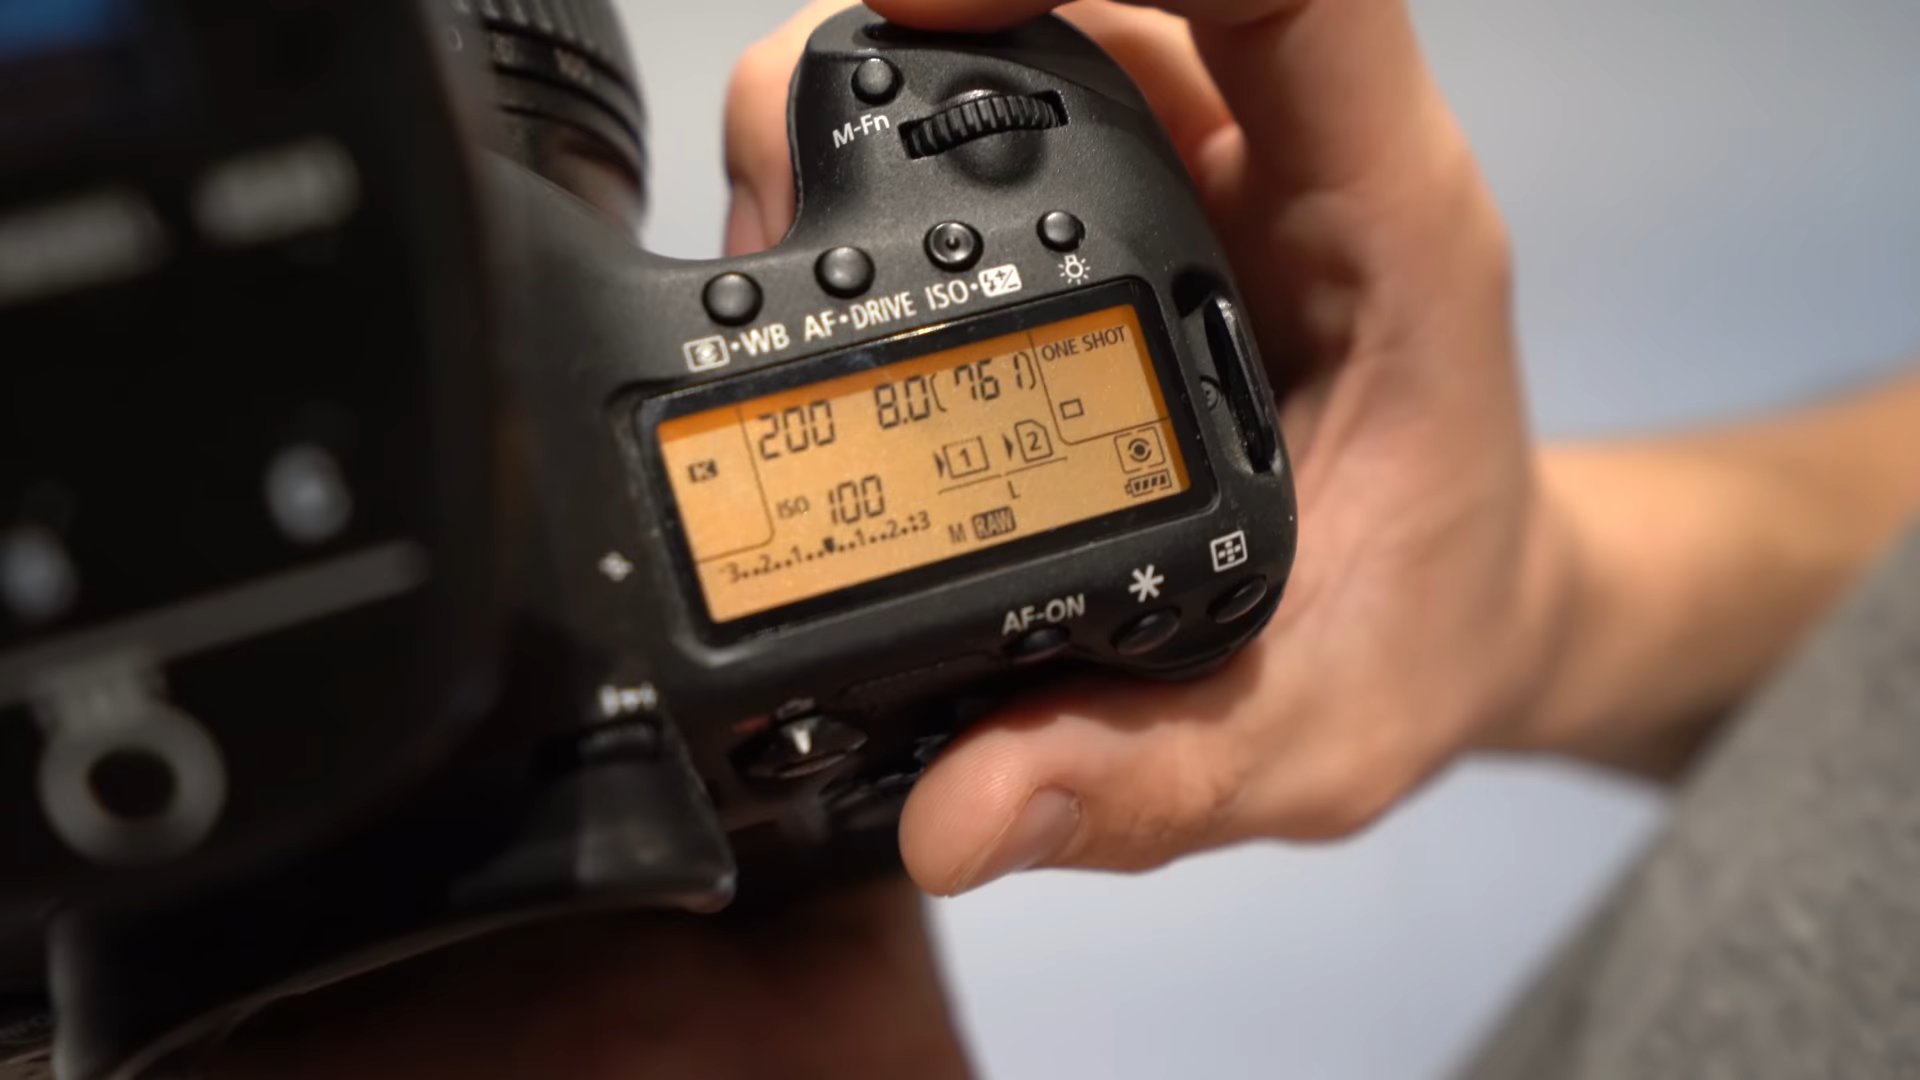 100
M-Fn
WB AF•DRIVE ISO•
ONE SHOT
200 8.0(761)
K
1 2
ISO 100
L
3..2..1..▼..1..2..:3 M RAW
AF-ON